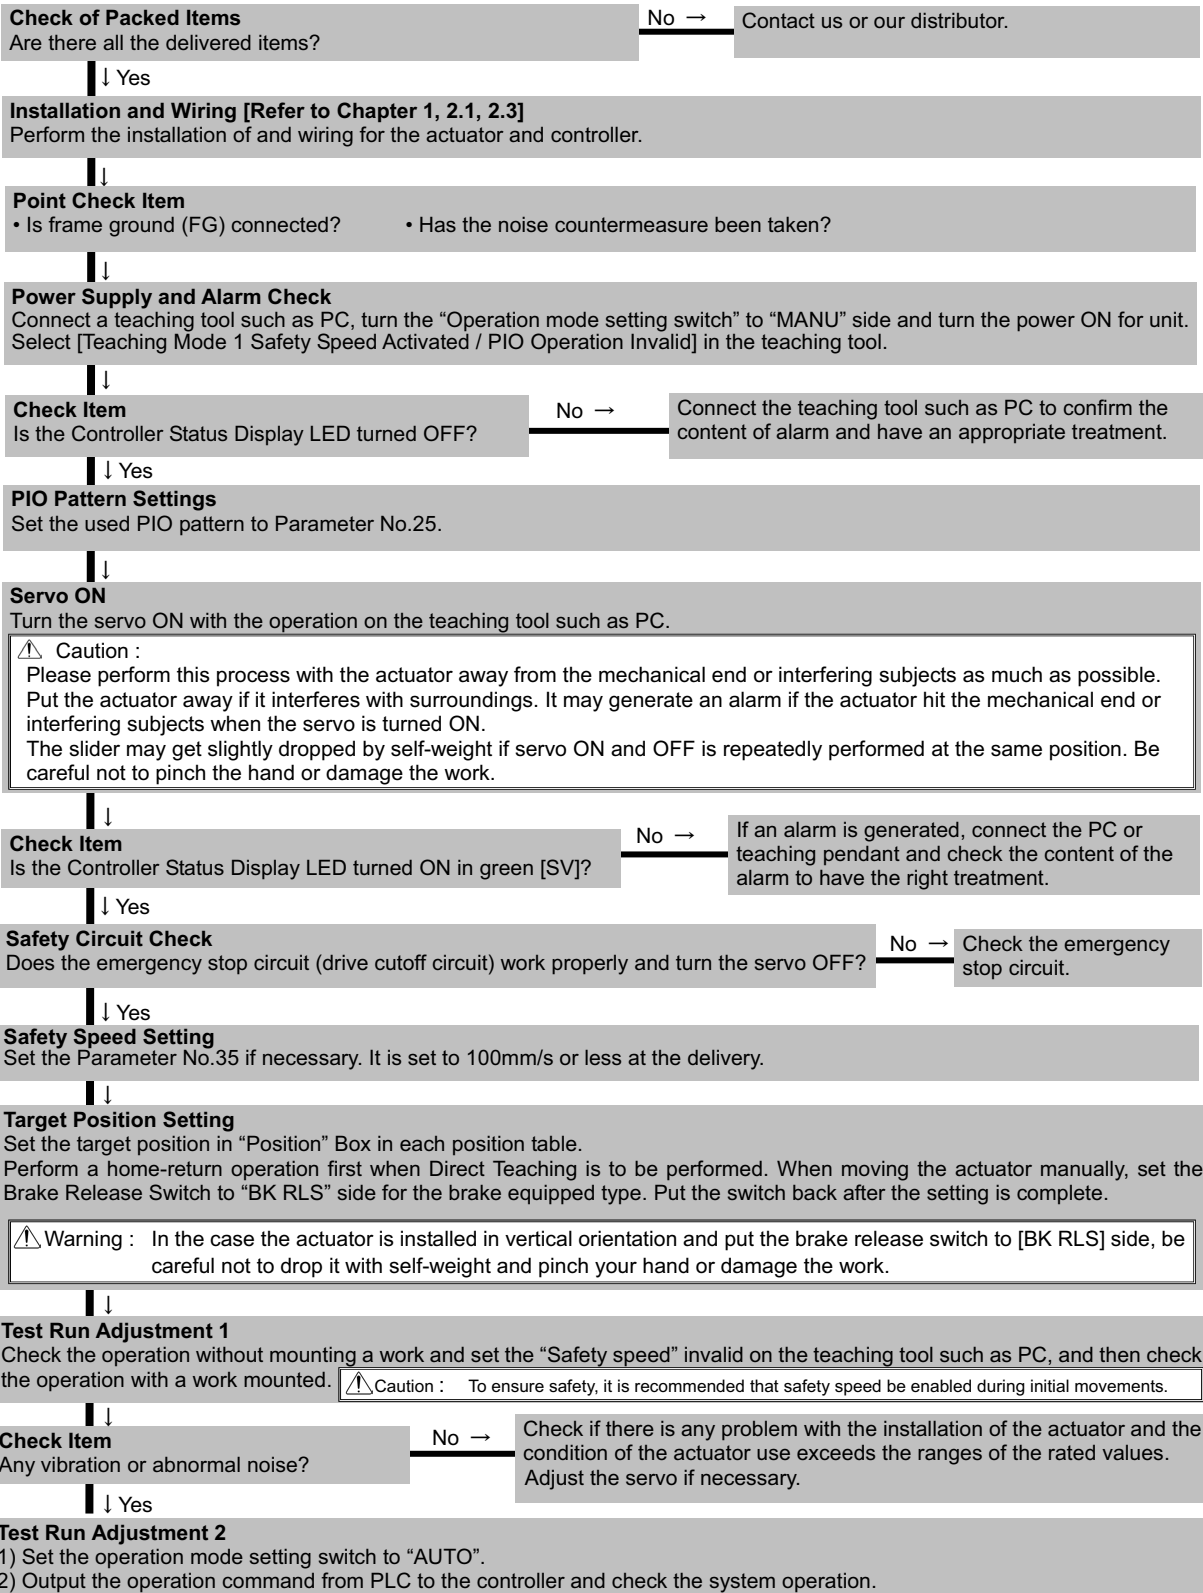 Check of Packed Items
Are there all the delivered items?
No →
Contact us or our distributor.
↓ Yes
Installation and Wiring [Refer to Chapter 1, 2.1, 2.3]
Perform the installation of and wiring for the actuator and controller.
↓
Point Check Item
• Is frame ground (FG) connected? • Has the noise countermeasure been taken?
↓
Power Supply and Alarm Check
Connect a teaching tool such as PC, turn the “Operation mode setting switch” to “MANU” side and turn the power ON for unit.
Select [Teaching Mode 1 Safety Speed Activated / PIO Operation Invalid] in the teaching tool.
↓
Check Item
Is the Controller Status Display LED turned OFF?
No →
Connect the teaching tool such as PC to confirm the
content of alarm and have an appropriate treatment.
↓ Yes
PIO Pattern Settings
Set the used PIO pattern to Parameter No.25.
↓
Servo ON
Turn the servo ON with the operation on the teaching tool such as PC.
⚠ Caution :
Please perform this process with the actuator away from the mechanical end or interfering subjects as much as possible.
Put the actuator away if it interferes with surroundings. It may generate an alarm if the actuator hit the mechanical end or
interfering subjects when the servo is turned ON.
The slider may get slightly dropped by self-weight if servo ON and OFF is repeatedly performed at the same position. Be
careful not to pinch the hand or damage the work.
↓
Check Item
Is the Controller Status Display LED turned ON in green [SV]?
No →
If an alarm is generated, connect the PC or
teaching pendant and check the content of the
alarm to have the right treatment.
↓ Yes
Safety Circuit Check
Does the emergency stop circuit (drive cutoff circuit) work properly and turn the servo OFF?
No →
Check the emergency
stop circuit.
↓ Yes
Safety Speed Setting
Set the Parameter No.35 if necessary. It is set to 100mm/s or less at the delivery.
↓
Target Position Setting
Set the target position in “Position” Box in each position table.
Perform a home-return operation first when Direct Teaching is to be performed. When moving the actuator manually, set the
Brake Release Switch to “BK RLS” side for the brake equipped type. Put the switch back after the setting is complete.
⚠ Warning : In the case the actuator is installed in vertical orientation and put the brake release switch to [BK RLS] side, be
careful not to drop it with self-weight and pinch your hand or damage the work.
↓
Test Run Adjustment 1
Check the operation without mounting a work and set the “Safety speed” invalid on the teaching tool such as PC, and then check
the operation with a work mounted. ⚠ Caution : To ensure safety, it is recommended that safety speed be enabled during initial movements.
↓
Check Item
Any vibration or abnormal noise?
No →
Check if there is any problem with the installation of the actuator and the
condition of the actuator use exceeds the ranges of the rated values.
Adjust the servo if necessary.
↓ Yes
Test Run Adjustment 2
1) Set the operation mode setting switch to “AUTO”.
2) Output the operation command from PLC to the controller and check the system operation.